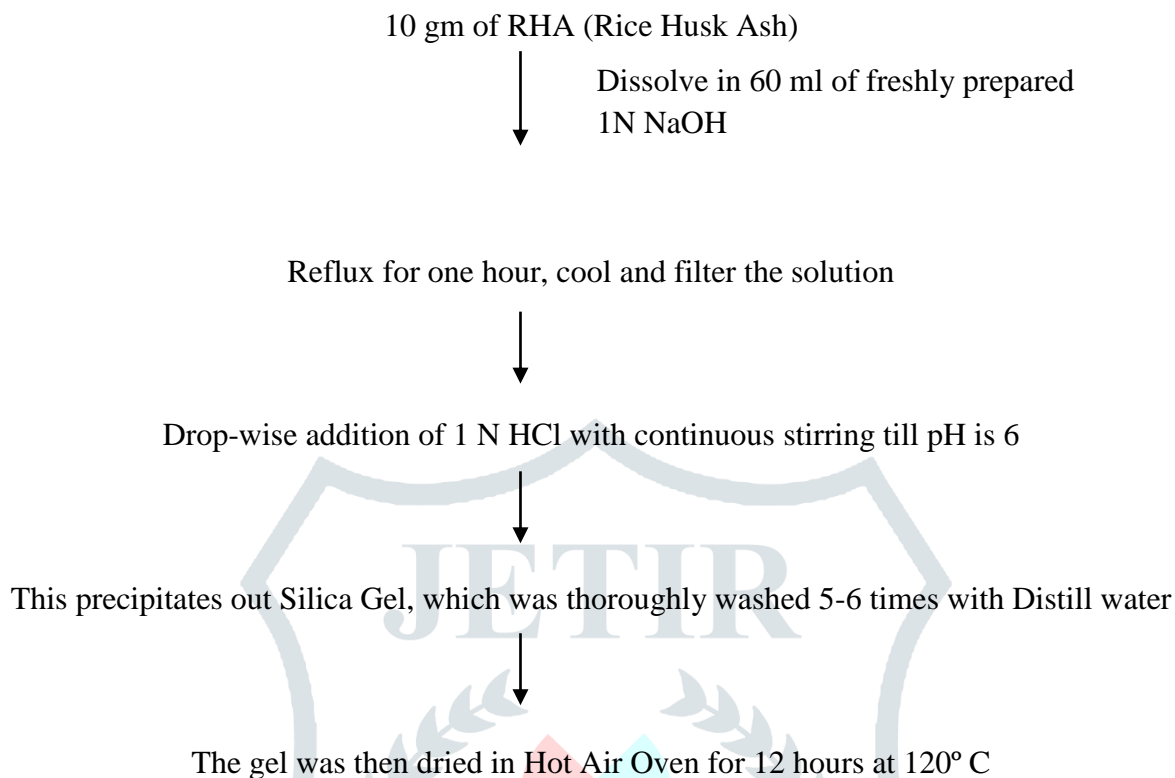 10 gm of RHA (Rice Husk Ash)
Dissolve in 60 ml of freshly prepared
1N NaOH
Reflux for one hour, cool and filter the solution
Drop-wise addition of 1 N HCl with continuous stirring till pH is 6
JETIR
This precipitates out Silica Gel, which was thoroughly washed 5-6 times with Distill water
The gel was then dried in Hot Air Oven for 12 hours at 120º C